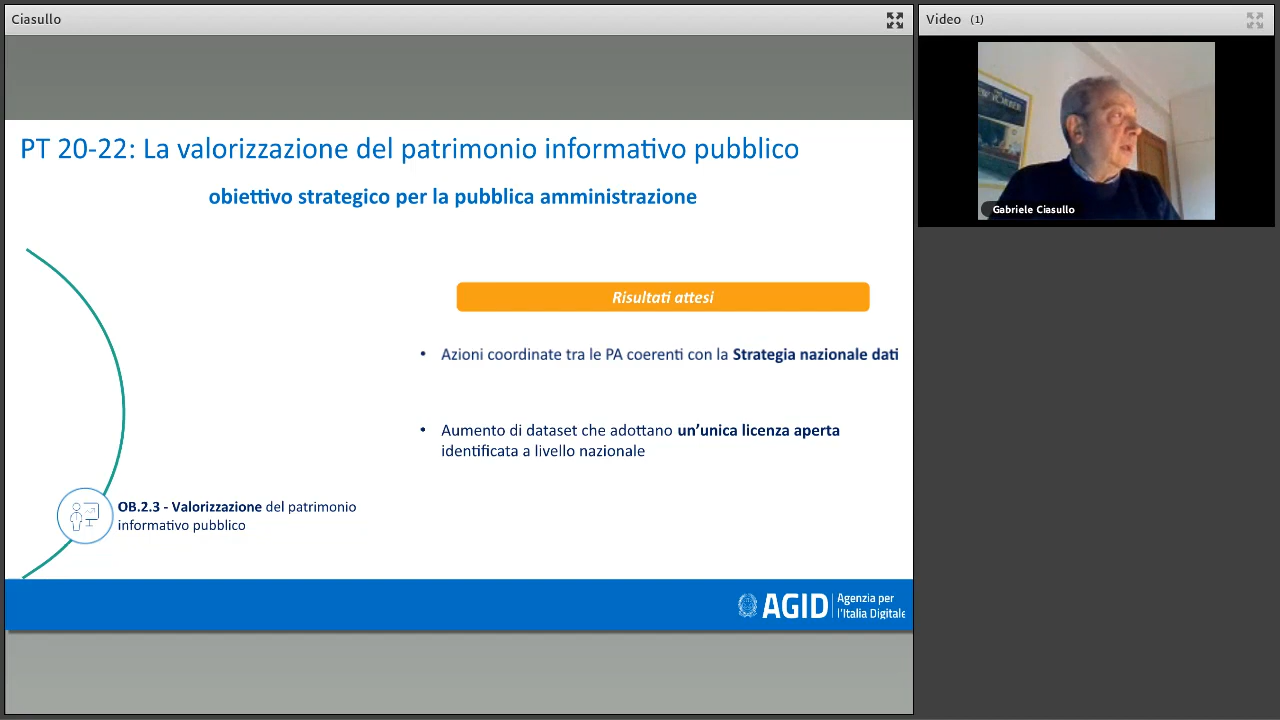 Ciasullo
Video (1)
Gabriele Ciasullo
PT 20-22: La valorizzazione del patrimonio informativo pubblico
obiettivo strategico per la pubblica amministrazione
Risultati attesi
• Azioni coordinate tra le PA coerenti con la Strategia nazionale dati
• Aumento di dataset che adottano un’unica licenza aperta
identificata a livello nazionale
OB.2.3 - Valorizzazione del patrimonio
informativo pubblico
AGID
Agenzia per
l'Italia Digitale